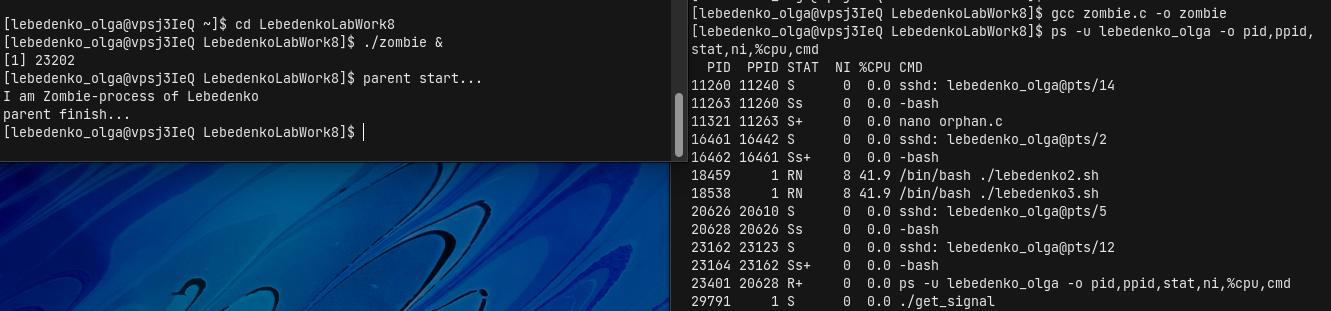 [lebedenko_olga@vpsj3IeQ ~]$ cd LebedenkoLabWork8
[lebedenko_olga@vpsj3IeQ LebedenkoLabWork8]$ ./zombie &
[1] 23202
[lebedenko_olga@vpsj3IeQ LebedenkoLabWork8]$ parent start...
I am Zombie-process of Lebedenko
parent finish...
[lebedenko_olga@vpsj3IeQ LebedenkoLabWork8]$
[lebedenko_olga@vpsj3IeQ LebedenkoLabWork8]$ gcc zombie.c -o zombie
[lebedenko_olga@vpsj3IeQ LebedenkoLabWork8]$ ps -u lebedenko_olga -o pid,ppid,
stat,ni,%cpu,cmd
  PID  PPID STAT  NI %CPU CMD
11260 11240 S      0  0.0 sshd: lebedenko_olga@pts/14
11263 11260 Ss     0  0.0 -bash
11321 11263 S+     0  0.0 nano orphan.c
16461 16442 S      0  0.0 sshd: lebedenko_olga@pts/2
16462 16461 Ss+    0  0.0 -bash
18459     1 RN     8 41.9 /bin/bash ./lebedenko2.sh
18538     1 RN     8 41.9 /bin/bash ./lebedenko3.sh
20626 20610 S      0  0.0 sshd: lebedenko_olga@pts/5
20628 20626 Ss     0  0.0 -bash
23162 23123 S      0  0.0 sshd: lebedenko_olga@pts/12
23164 23162 Ss+    0  0.0 -bash
23401 20628 R+     0  0.0 ps -u lebedenko_olga -o pid,ppid,stat,ni,%cpu,cmd
29791     1 S      0  0.0 ./get_signal